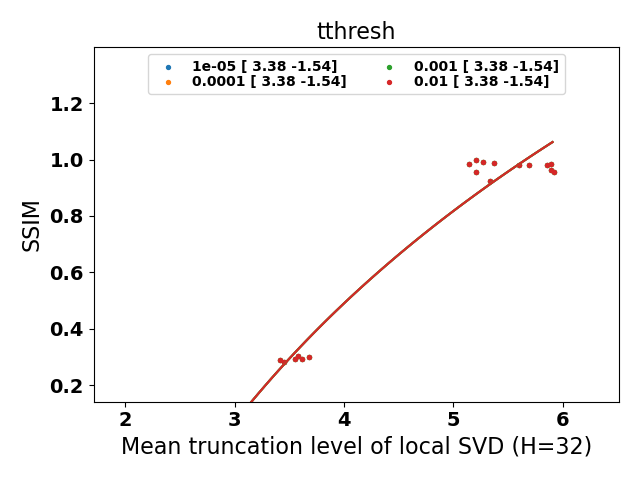 tthresh
1e-05 [ 3.38 -1.54]
0.0001 [ 3.38 -1.54]
0.001 [ 3.38 -1.54]
0.01 [ 3.38 -1.54]
SSIM
1.2
1.0
0.8
0.6
0.4
0.2
2 3 4 5 6
Mean truncation level of local SVD (H=32)